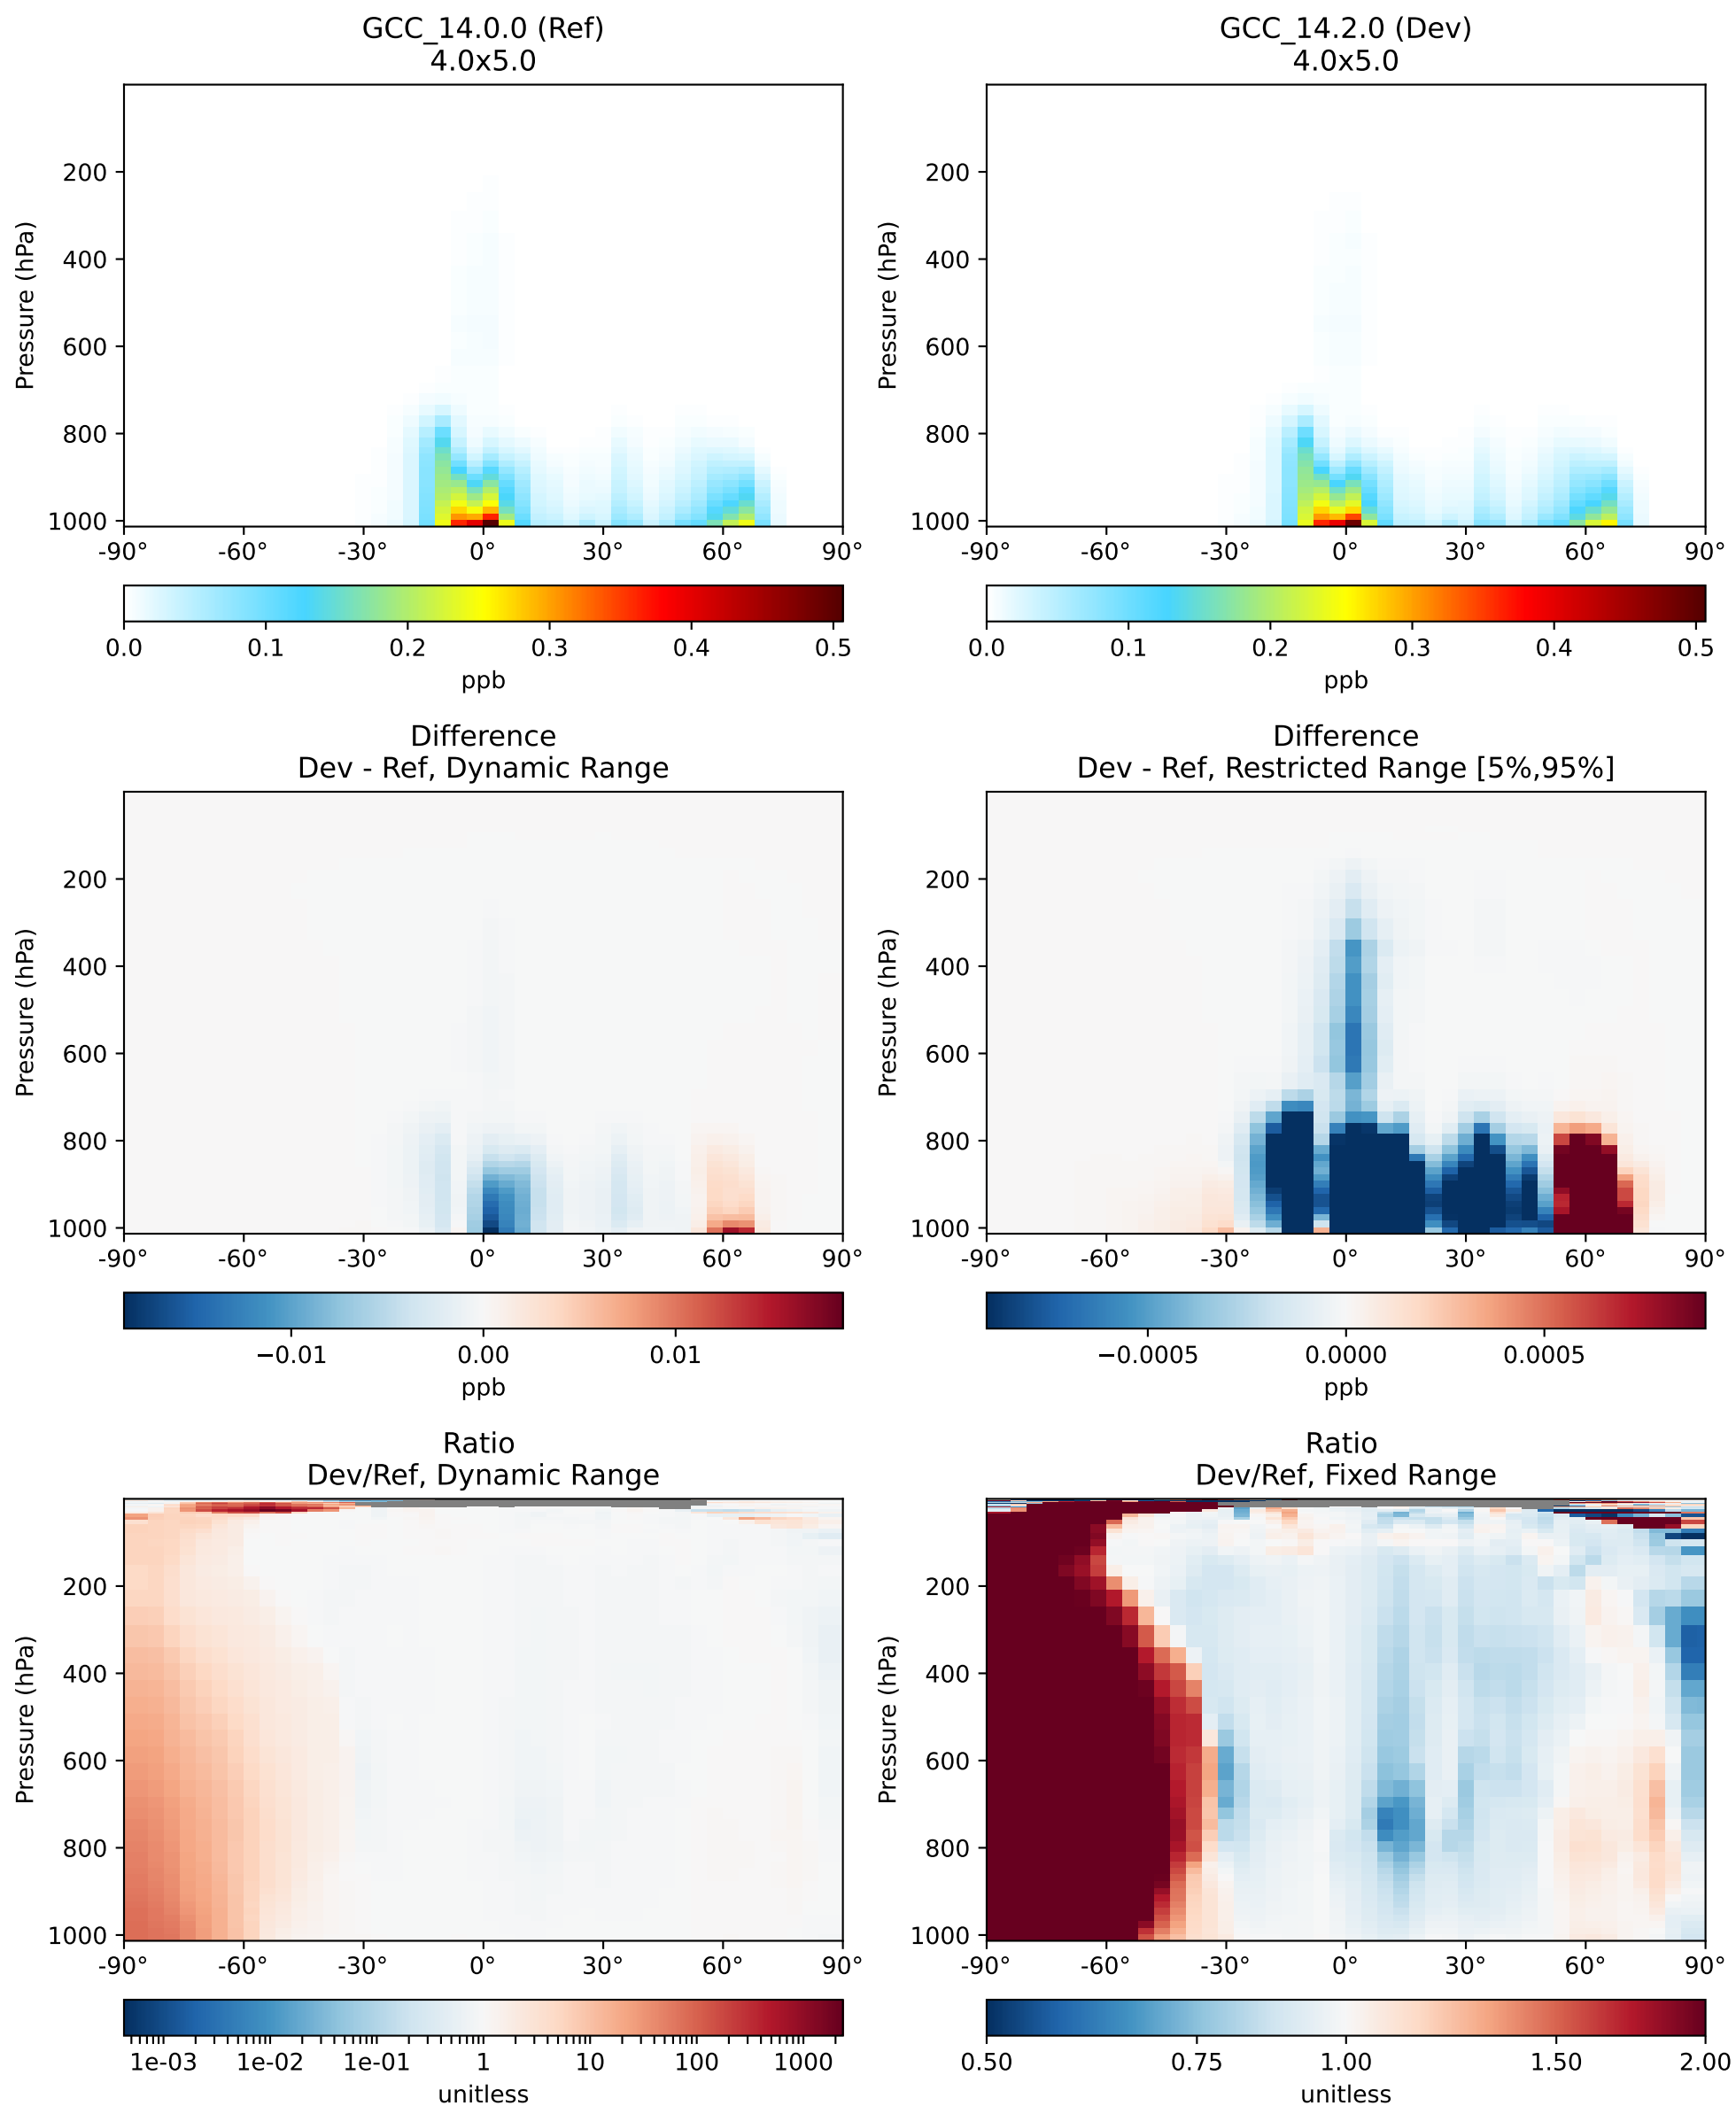 GCC_14.0.0 (Ref)
4.0x5.0
Pressure (hPa)
200
400
600
800
1000
-90° -60° -30° 0° 30° 60° 90°
0.0 0.1 0.2 0.3 0.4 0.5
ppb
GCC_14.2.0 (Dev)
4.0x5.0
Pressure (hPa)
200
400
600
800
1000
-90° -60° -30° 0° 30° 60° 90°
0.0 0.1 0.2 0.3 0.4 0.5
ppb
Difference
Dev - Ref, Dynamic Range
Pressure (hPa)
200
400
600
800
1000
-90° -60° -30° 0° 30° 60° 90°
−0.01 0.00 0.01
ppb
Difference
Dev - Ref, Restricted Range [5%,95%]
Pressure (hPa)
200
400
600
800
1000
-90° -60° -30° 0° 30° 60° 90°
−0.0005 0.0000 0.0005
ppb
Ratio
Dev/Ref, Dynamic Range
Pressure (hPa)
200
400
600
800
1000
-90° -60° -30° 0° 30° 60° 90°
1e-03 1e-02 1e-01 1 10 100 1000
unitless
Ratio
Dev/Ref, Fixed Range
Pressure (hPa)
200
400
600
800
1000
-90° -60° -30° 0° 30° 60° 90°
0.50 0.75 1.00 1.50 2.00
unitless